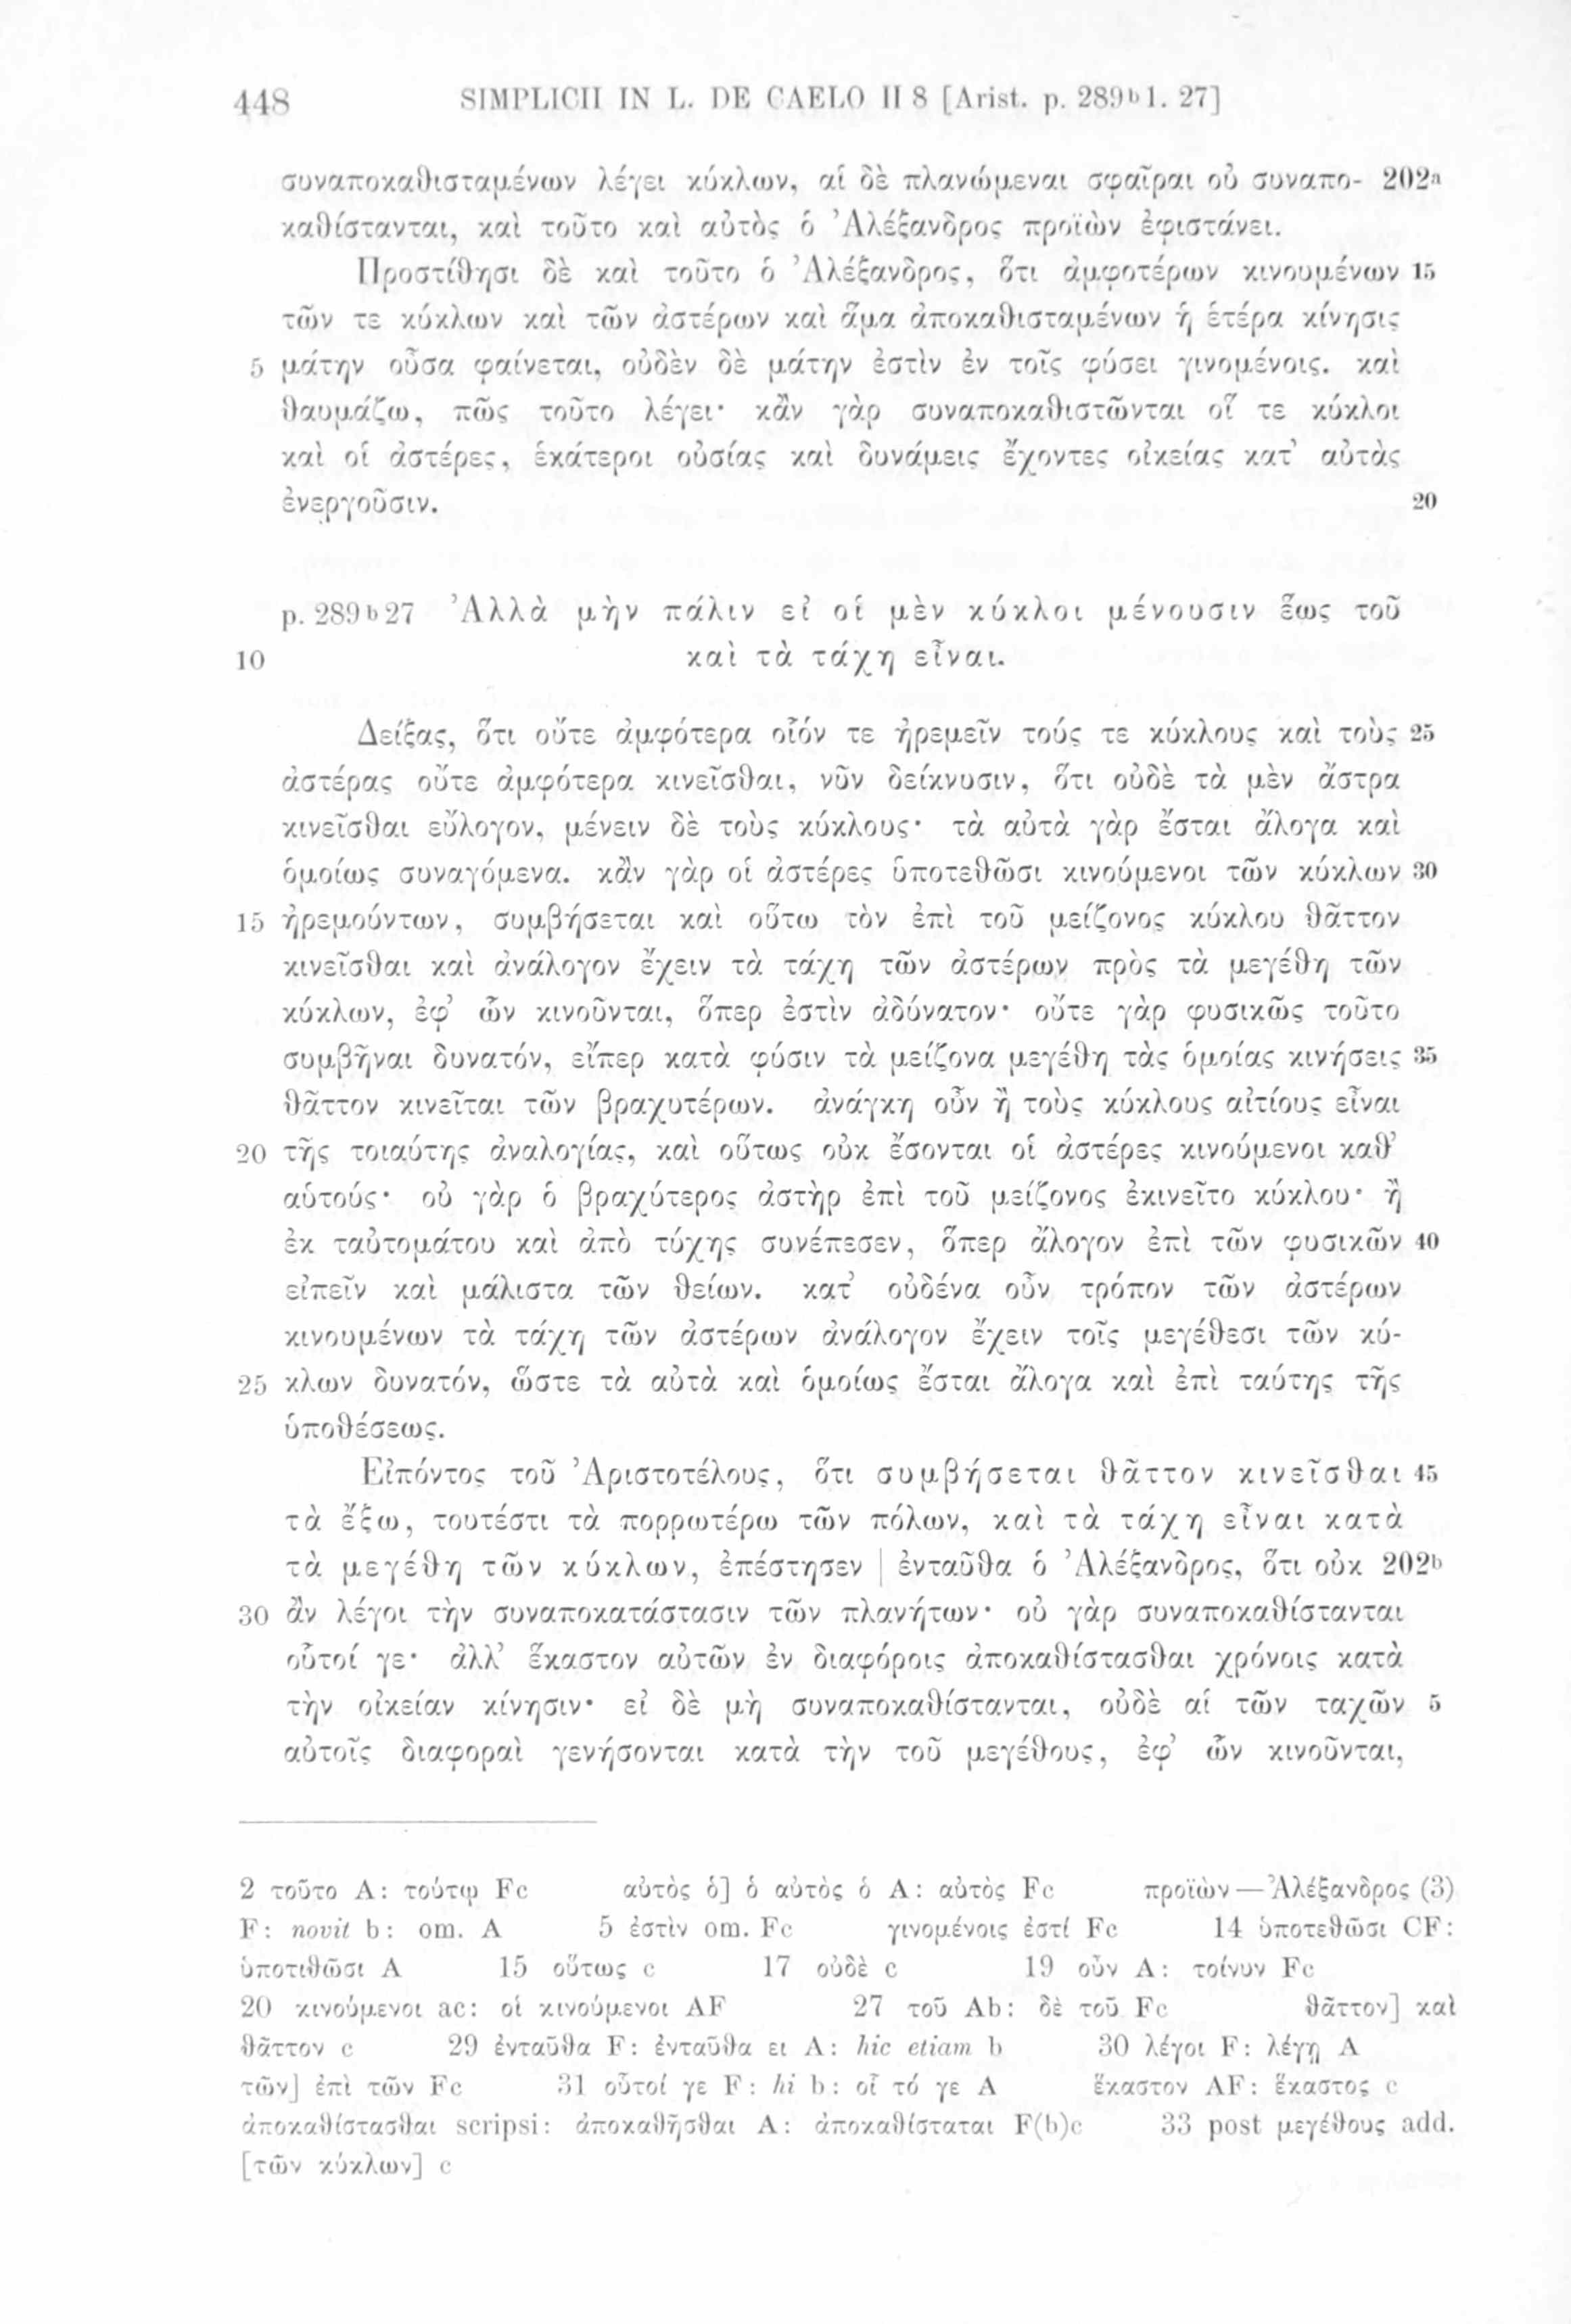 448 SIMPLICII IN L. DE CAELO II 8 [Arist. p. 289b1. 27]
συναποκαθισταμένων λέγει κύκλων, αἱ δὲ πλανώμεναι σφαῖραι οὐ συναπο- 202a
καθίστανται, καὶ τοῦτο καὶ αὐτὸς ὁ Ἀλέξανδρος προϊὼν ἐφιστάνει.
Προστίθησι δὲ καὶ τοῦτο ὁ Ἀλέξανδρος, ὅτι ἀμφοτέρων κινουμένων 15
τῶν τε κύκλων καὶ τῶν ἀστέρων καὶ ἅμα ἀποκαθισταμένων ἡ ἑτέρα κίνησις
5 μάτην οὖσα φαίνεται, οὐδὲν δὲ μάτην ἐστὶν ἐν τοῖς φύσει γινομένοις. καὶ
θαυμάζω, πῶς τοῦτο λέγει· κἂν γὰρ συναποκαθιστῶνται οἵ τε κύκλοι
καὶ οἱ ἀστέρες, ἑκάτεροι οὐσίας καὶ δυνάμεις ἔχοντες οἰκείας κατ’ αὐτὰς
ἐνεργοῦσιν. 20
p. 289b27 Ἀλλὰ μὴν πάλιν εἰ οἱ μὲν κύκλοι μένουσιν ἕως τοῦ
10 καὶ τὰ τάχη εἶναι.
Δείξας, ὅτι οὔτε ἀμφότερα οἷόν τε ἠρεμεῖν τούς τε κύκλους καὶ τοὺς 25
ἀστέρας οὔτε ἀμφότερα κινεῖσθαι, νῦν δείκνυσιν, ὅτι οὐδὲ τὰ μὲν ἄστρα
κινεῖσθαι εὔλογον, μένειν δὲ τοὺς κύκλους· τὰ αὐτὰ γὰρ ἔσται ἄλογα καὶ
ὁμοίως συναγόμενα. κἂν γὰρ οἱ ἀστέρες ὑποτεθῶσι κινούμενοι τῶν κύκλων 30
15 ἠρεμούντων, συμβήσεται καὶ οὕτω τὸν ἐπὶ τοῦ μείζονος κύκλου θᾶττον
κινεῖσθαι καὶ ἀνάλογον ἔχειν τὰ τάχη τῶν ἀστέρων πρὸς τὰ μεγέθη τῶν
κύκλων, ἐφ’ ὧν κινοῦνται, ὅπερ ἐστὶν ἀδύνατον· οὔτε γὰρ φυσικῶς τοῦτο
συμβῆναι δυνατόν, εἴπερ κατὰ φύσιν τὰ μείζονα μεγέθη τὰς ὁμοίας κινήσεις 35
θᾶττον κινεῖται τῶν βραχυτέρων. ἀνάγκη οὖν ἢ τοὺς κύκλους αἰτίους εἶναι
20 τῆς τοιαύτης ἀναλογίας, καὶ οὕτως οὐκ ἔσονται οἱ ἀστέρες κινούμενοι καθ’
αὑτούς· οὐ γὰρ ὁ βραχύτερος ἀστὴρ ἐπὶ τοῦ μείζονος ἐκινεῖτο κύκλου· ἢ
ἐκ ταὐτομάτου καὶ ἀπὸ τύχης συνέπεσεν, ὅπερ ἄλογον ἐπὶ τῶν φυσικῶν 40
εἰπεῖν καὶ μάλιστα τῶν θείων. κατ’ οὐδένα οὖν τρόπον τῶν ἀστέρων
κινουμένων τὰ τάχη τῶν ἀστέρων ἀνάλογον ἔχειν τοῖς μεγέθεσι τῶν κύ-
25 κλων δυνατόν, ὥστε τὰ αὐτὰ καὶ ὁμοίως ἔσται ἄλογα καὶ ἐπὶ ταύτης τῆς
ὑποθέσεως.
Εἰπόντος τοῦ Ἀριστοτέλους, ὅτι συμβήσεται θᾶττον κινεῖσθαι 45
τὰ ἔξω, τουτέστι τὰ πορρωτέρω τῶν πόλων, καὶ τὰ τάχη εἶναι κατὰ
τὰ μεγέθη τῶν κύκλων, ἐπέστησεν | ἐνταῦθα ὁ Ἀλέξανδρος, ὅτι οὐκ 202b
30 ἂν λέγοι τὴν συναποκατάστασιν τῶν πλανήτων· οὐ γὰρ συναποκαθίστανται
οὗτοί γε· ἀλλ’ ἕκαστον αὐτῶν ἐν διαφόροις ἀποκαθίστασθαι χρόνοις κατὰ
τὴν οἰκείαν κίνησιν· εἰ δὲ μὴ συναποκαθίστανται, οὐδὲ αἱ τῶν ταχῶν 5
αὐτοῖς διαφοραὶ γενήσονται κατὰ τὴν τοῦ μεγέθους, ἐφ’ ὧν κινοῦνται,
2 τοῦτο A: τούτῳ Fc αὐτὸς ὁ] ὁ αὐτὸς ὁ A: αὐτὸς Fc προϊὼν — Ἀλέξανδρος (3)
F: novit b: om. A 5 ἐστὶν om. Fc γινομένοις ἐστί Fc 14 ὑποτεθῶσι CF:
ὑποτιθῶσι A 15 οὕτως c 17 οὐδὲ c 19 οὖν A: τοίνυν Fc
20 κινούμενοι ac: οἱ κινούμενοι AF 27 τοῦ Ab: δὲ τοῦ Fc θᾶττον] καὶ
θᾶττον c 29 ἐνταῦθα F: ἐνταῦθα ει A: hic etiam b 30 λέγοι F: λέγῃ A
τῶν] ἐπὶ τῶν Fc 31 οὗτοί γε F: hi b: οἵ τό γε A ἕκαστον AF: ἕκαστος c
ἀποκαθίστασθαι scripsi: ἀποκαθῆσθαι A: ἀποκαθίσταται F(b)c 33 post μεγέθους add.
[τῶν κύκλων] c